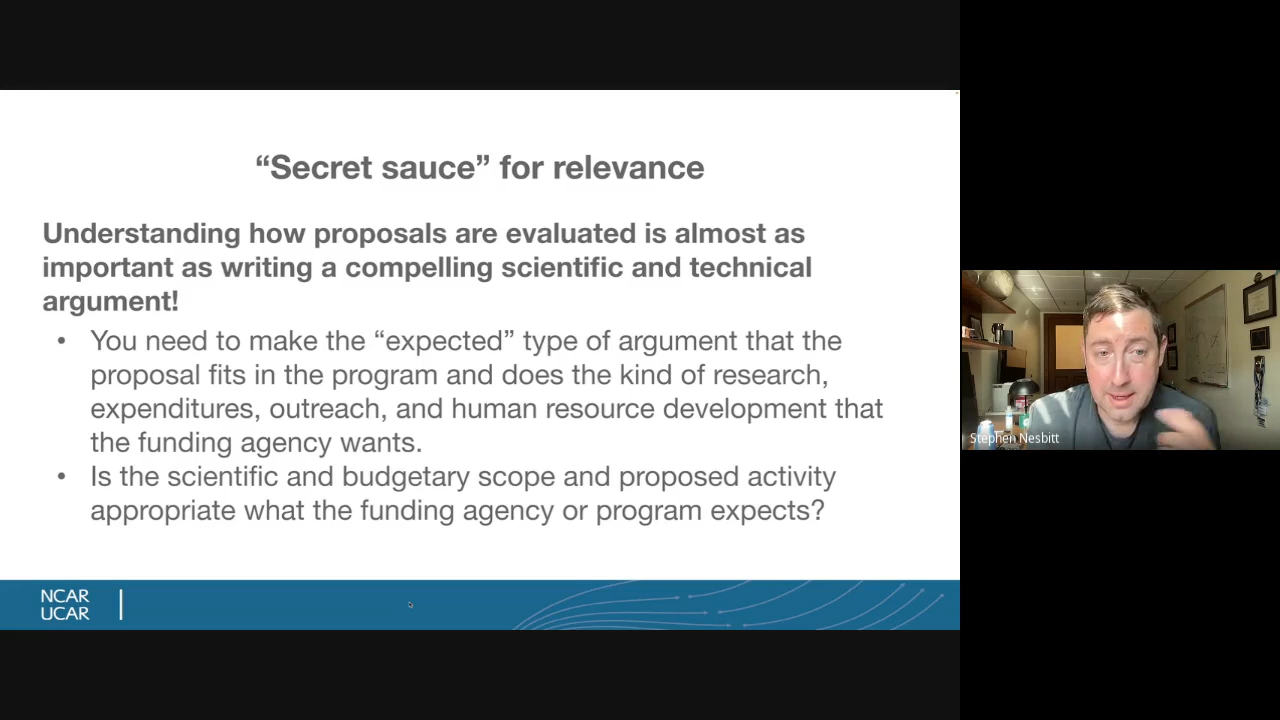 “Secret sauce” for relevance
Understanding how proposals are evaluated is almost as
important as writing a compelling scientific and technical
argument!
• You need to make the “expected” type of argument that the
proposal fits in the program and does the kind of research,
expenditures, outreach, and human resource development that
the funding agency wants.
• Is the scientific and budgetary scope and proposed activity
appropriate what the funding agency or program expects?
NCAR
UCAR
Stephen Nesbitt